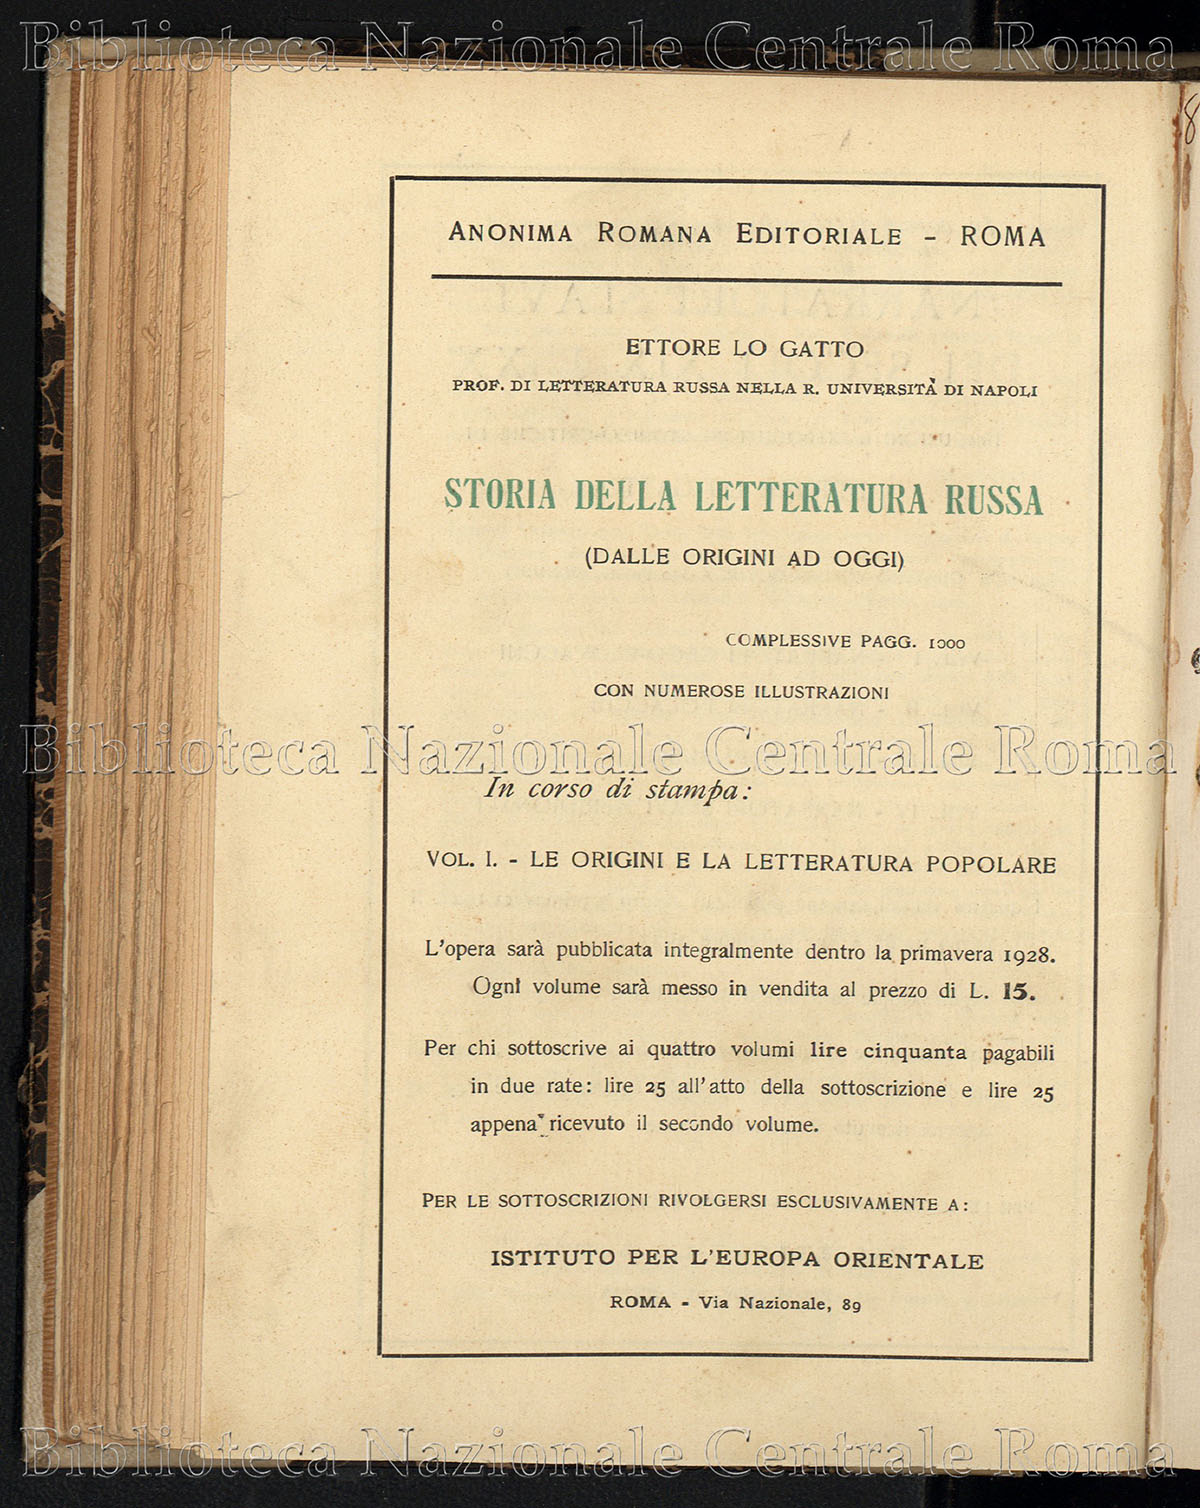 Biblioteca Nazionale Centrale Roma
8
ANONIMA ROMANA EDITORIALE - ROMA
ETTORE LO GATTO
PROF. DI LETTERATURA RUSSA NELLA R. UNIVERSITÀ DI NAPOLI
STORIA DELLA LETTERATURA RUSSA
(DALLE ORIGINI AD OGGI)
COMPLESSIVE PAGG. 1000
CON NUMEROSE ILLUSTRAZIONI
Biblioteca Nazionale Centrale Roma
In corso di stampa:
VOL. I. - LE ORIGINI E LA LETTERATURA POPOLARE
L'opera sarà pubblicata integralmente dentro la primavera 1928.
Ogni volume sarà messo in vendita al prezzo di L. 15.
Per chi sottoscrive ai quattro volumi lire cinquanta pagabili
in due rate: lire 25 all'atto della sottoscrizione e lire 25
appena ricevuto il secondo volume.
PER LE SOTTOSCRIZIONI RIVOLGERSI ESCLUSIVAMENTE A:
ISTITUTO PER L'EUROPA ORIENTALE
ROMA - Via Nazionale, 89
Biblioteca Nazionale Centrale Roma